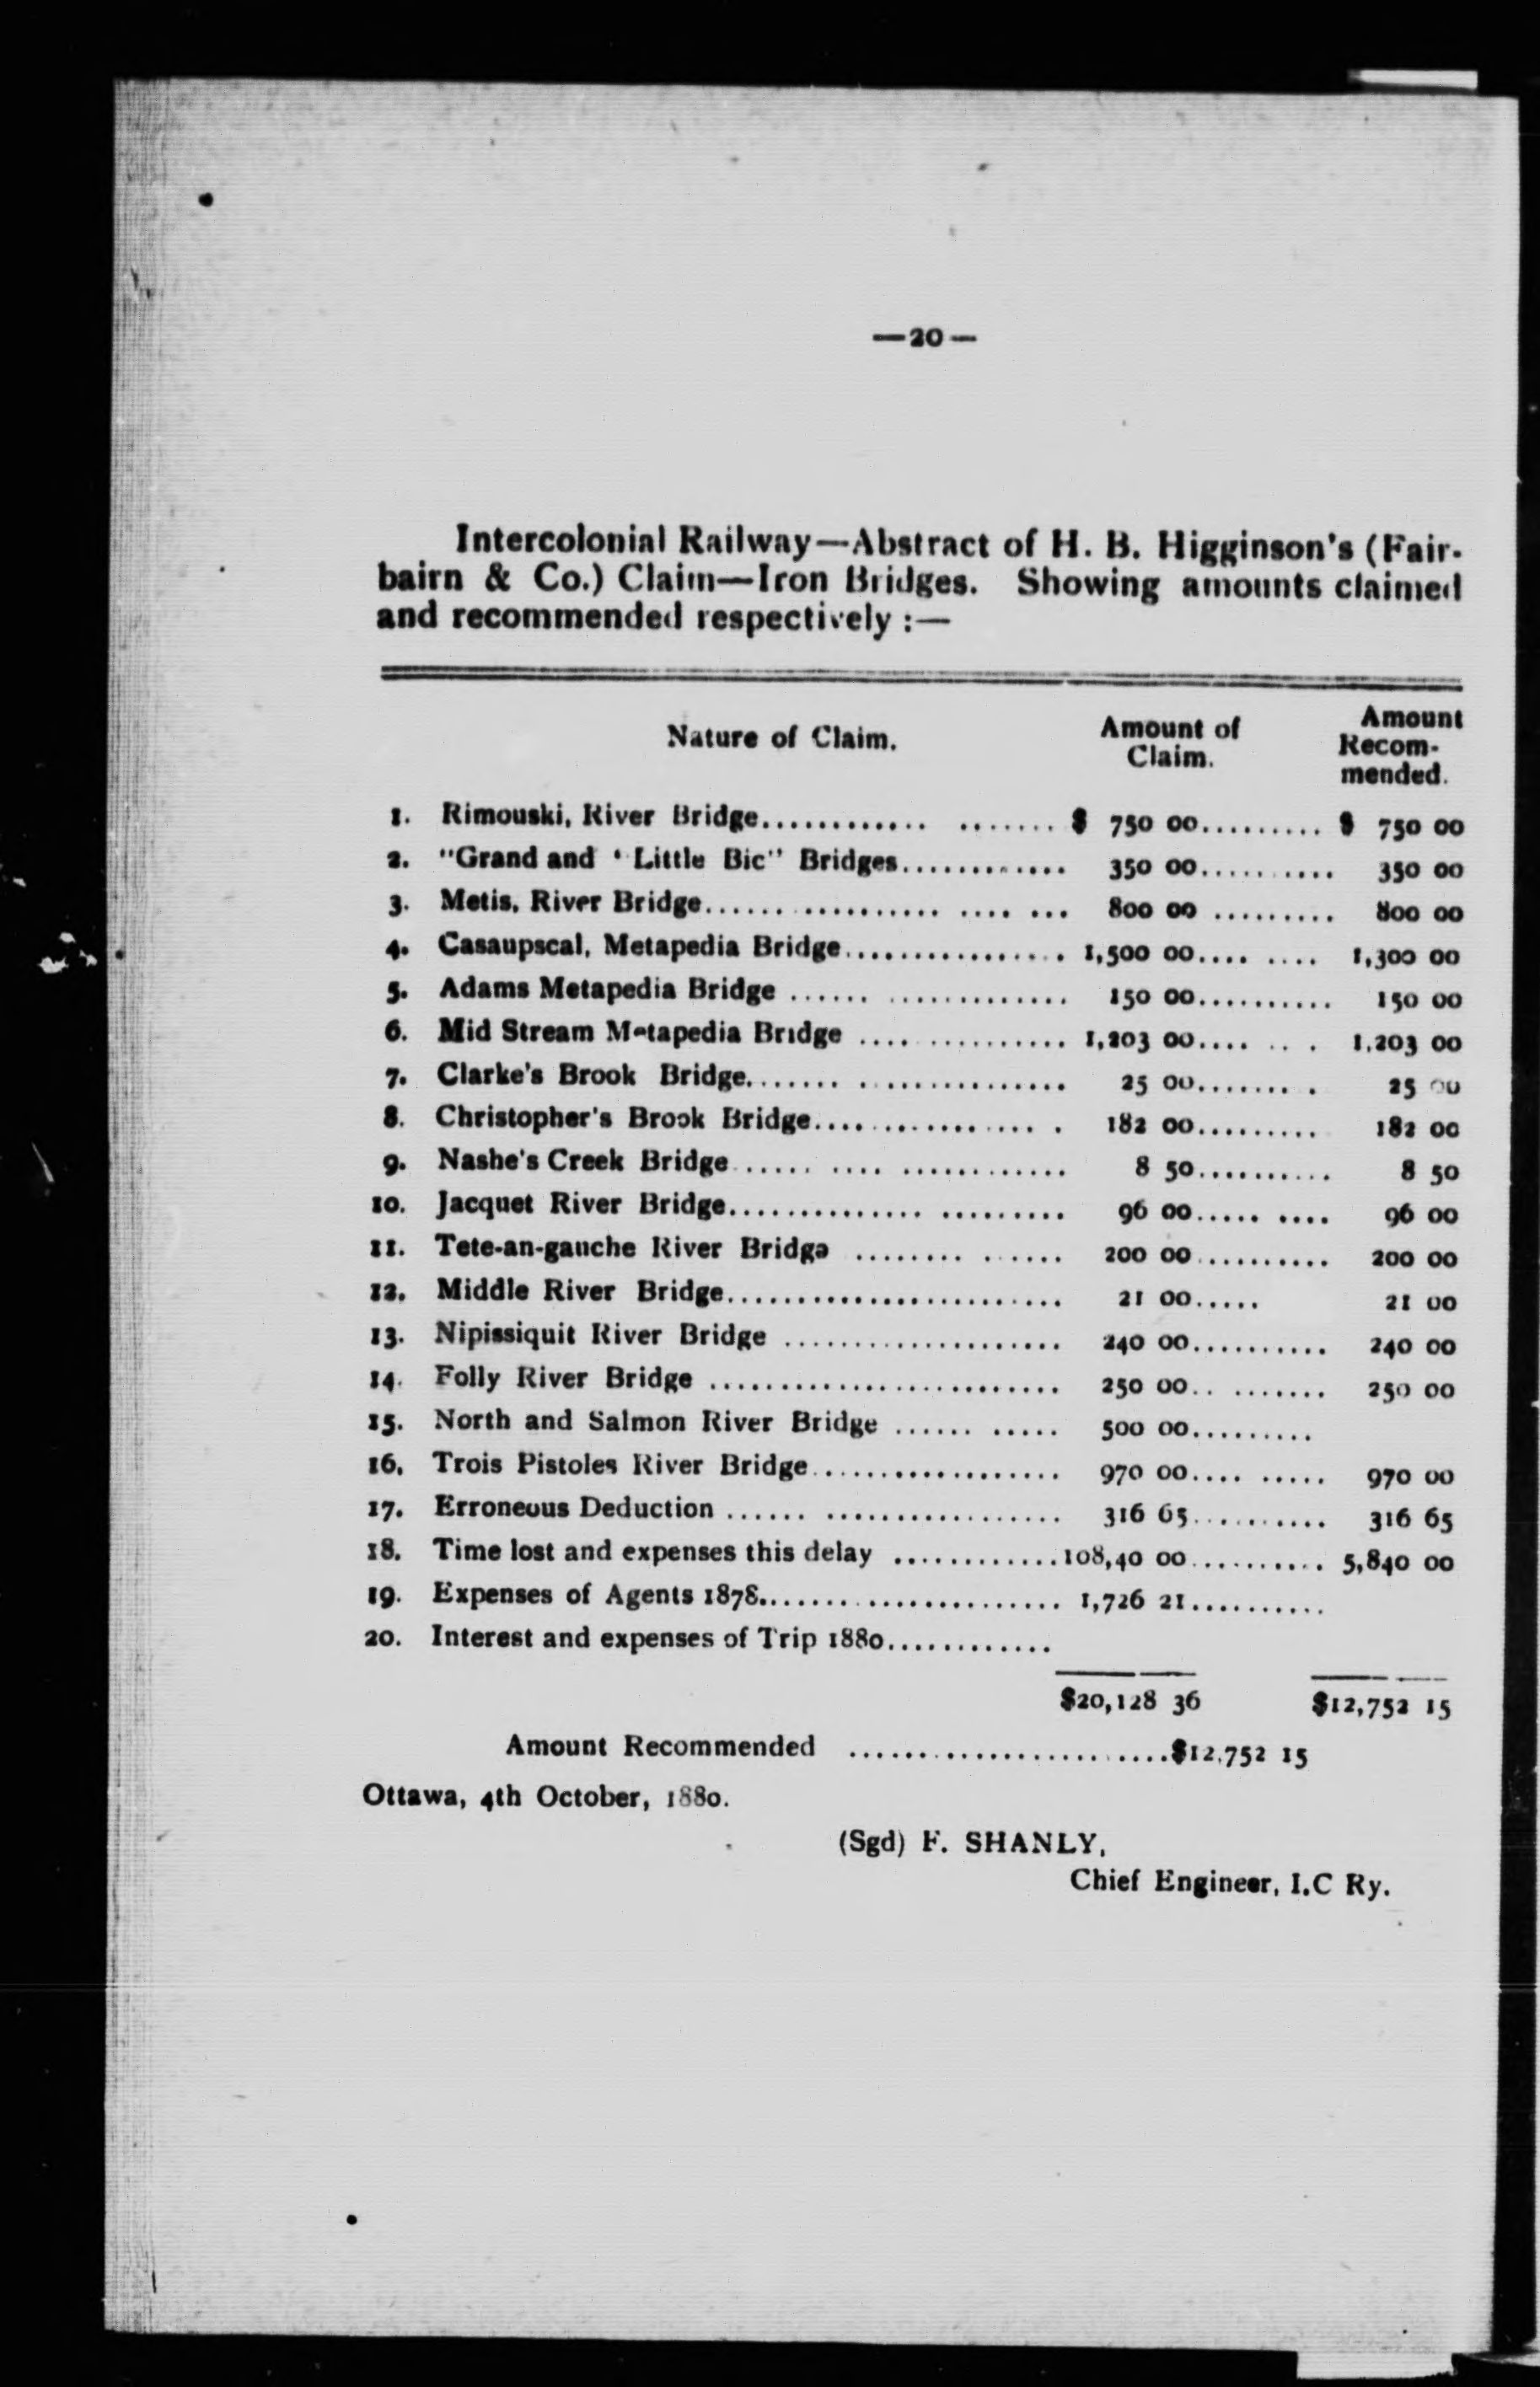 —20—
Intercolonial Railway—Abstract of H. B. Higginson's (Fair-
bairn & Co.) Claim—Iron Bridges. Showing amounts claimed
and recommended respectively :—
Nature of Claim. Amount of Claim. Amount Recom-mended.
1. Rimouski, River Bridge.................... $ 750 00.......... $ 750 00
2. "Grand and ' Little Bic" Bridges............ 350 00.......... 350 00
3. Metis, River Bridge....................... 800 00 ......... 800 00
4. Casaupscal, Metapedia Bridge................ 1,500 00........ 1,300 00
5. Adams Metapedia Bridge ................... 150 00.......... 150 00
6. Mid Stream Metapedia Bridge ............... 1,203 00....... 1,203 00
7. Clarke's Brook Bridge...................... 25 00......... 25 00
8. Christopher's Brook Bridge................. 182 00......... 182 00
9. Nashe's Creek Bridge ...................... 8 50.......... 8 50
10. Jacquet River Bridge....................... 96 00......... 96 00
11. Tete-an-gauche River Bridge .............. 200 00.......... 200 00
12. Middle River Bridge........................ 21 00..... 21 00
13. Nipissiquit River Bridge .................... 240 00.......... 240 00
14. Folly River Bridge ......................... 250 00......... 250 00
15. North and Salmon River Bridge ........... 500 00.........
16. Trois Pistoles River Bridge.................. 970 00......... 970 00
17. Erroneous Deduction ....................... 316 65.......... 316 65
18. Time lost and expenses this delay ............108,40 00.......... 5,840 00
19. Expenses of Agents 1878...................... 1,726 21..........
20. Interest and expenses of Trip 1880............
$20,128 36 $12,752 15
Amount Recommended .......................$12,752 15
Ottawa, 4th October, 1880.
(Sgd) F. SHANLY,
Chief Engineer, I.C Ry.